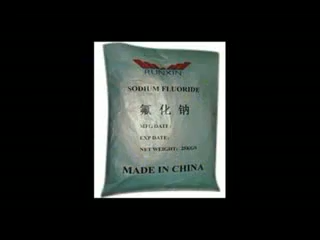 RUNXIN
SODIUM FLUORIDE
氟化钠
MFG DATE:
EXP DATE:
NET WEIGHT: 25KGS
MADE IN CHINA